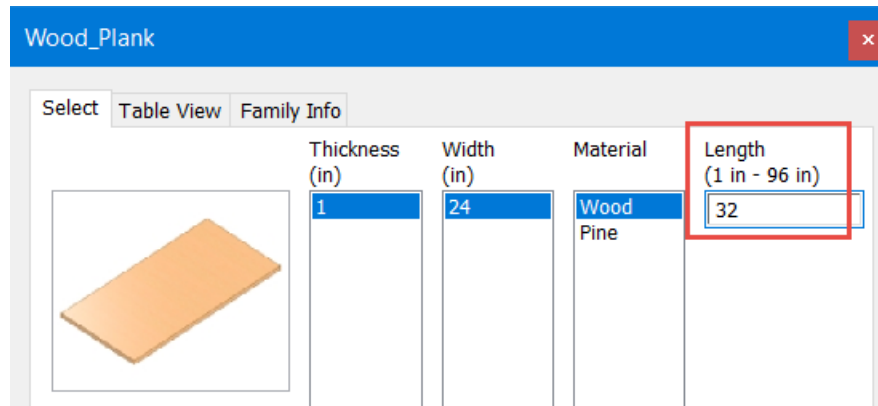 Wood_Plank
×
Select Table View Family Info
Thickness
(in)
1
Width
(in)
24
Material
Wood
Pine
Length
(1 in - 96 in)
32